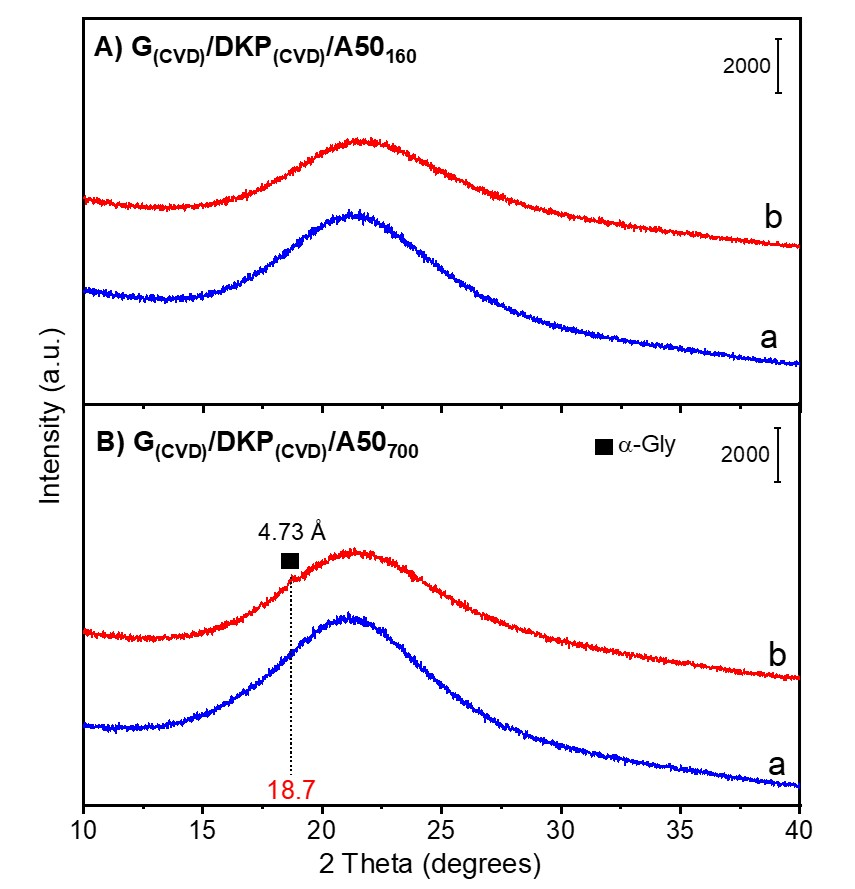 A) G(CVD)/DKP(CVD)/A50160
2000
b
a
Intensity (a.u.)
B) G(CVD)/DKP(CVD)/A50700
α-Gly
2000
4.73 Å
b
a
18.7
10 15 20 25 30 35 40
2 Theta (degrees)